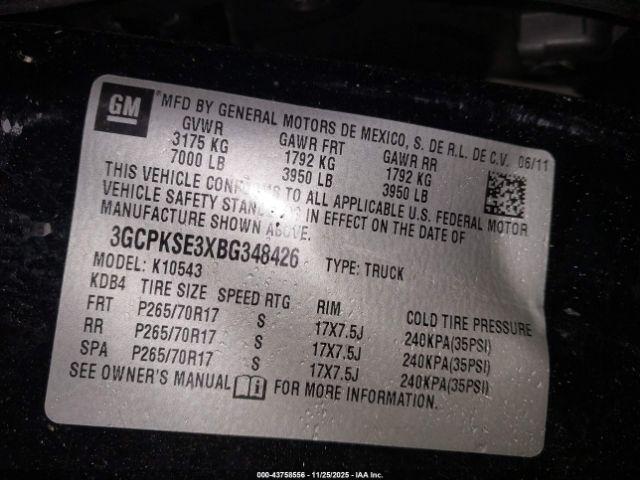 GM
MFD BY GENERAL MOTORS DE MEXICO, S. DE R.L. DE C.V. 06/11
GVWR GAWR FRT GAWR RR
3175 KG 1792 KG 1792 KG
7000 LB 3950 LB 3950 LB
THIS VEHICLE CONFORMS TO ALL APPLICABLE U.S. FEDERAL MOTOR
VEHICLE SAFETY STANDARDS IN EFFECT ON THE DATE OF
MANUFACTURE SHOWN ABOVE.
3GCPKSE3XBG348426 TYPE: TRUCK
MODEL: K10543
KDB4 TIRE SIZE SPEED RTG RIM COLD TIRE PRESSURE
FRT P265/70R17 S 17X7.5J 240KPA(35PSI)
RR P265/70R17 S 17X7.5J 240KPA(35PSI)
SPA P265/70R17 S 17X7.5J 240KPA(35PSI)
SEE OWNER'S MANUAL FOR MORE INFORMATION.
000-43758556 - 11/25/2025 - IAA Inc.